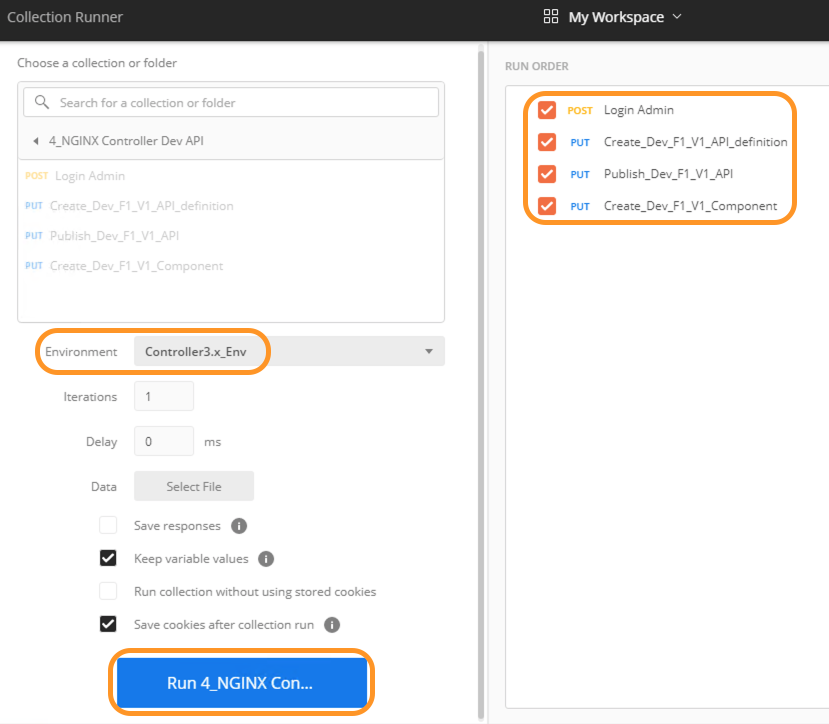 Collection Runner
My Workspace
Choose a collection or folder
Search for a collection or folder
4_NGINX Controller Dev API
POST Login Admin
PUT Create_Dev_F1_V1_API_definition
PUT Publish_Dev_F1_V1_API
PUT Create_Dev_F1_V1_Component
Environment Controller3.x_Env
Iterations 1
Delay 0 ms
Data Select File
Save responses
Keep variable values
Run collection without using stored cookies
Save cookies after collection run
Run 4_NGINX Con...
RUN ORDER
POST Login Admin
PUT Create_Dev_F1_V1_API_definition
PUT Publish_Dev_F1_V1_API
PUT Create_Dev_F1_V1_Component